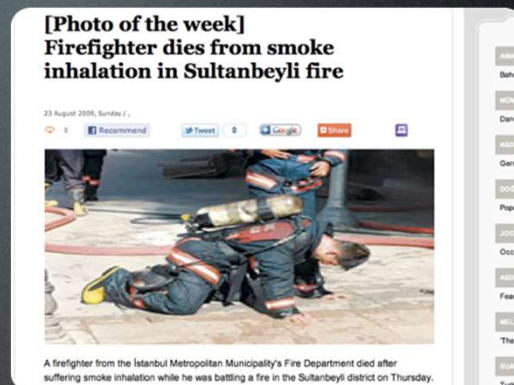 [Photo of the week]
Firefighter dies from smoke
inhalation in Sultanbeyli fire
23 August 2009, Sunday / ,
0
Recommend
Tweet
0
Google
Share
A firefighter from the İstanbul Metropolitan Municipality's Fire Department died after
suffering smoke inhalation while he was battling a fire in the Sultanbeyli district on Thursday.